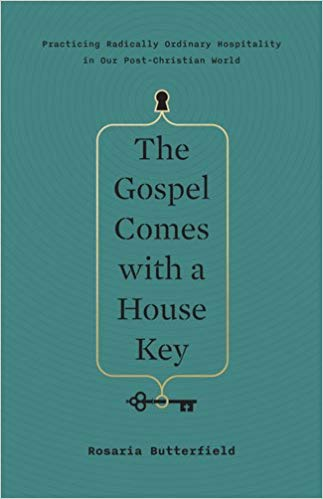 Practicing Radically Ordinary Hospitality
in Our Post-Christian World
The
Gospel
Comes
with a
House
Key
Rosaria Butterfield